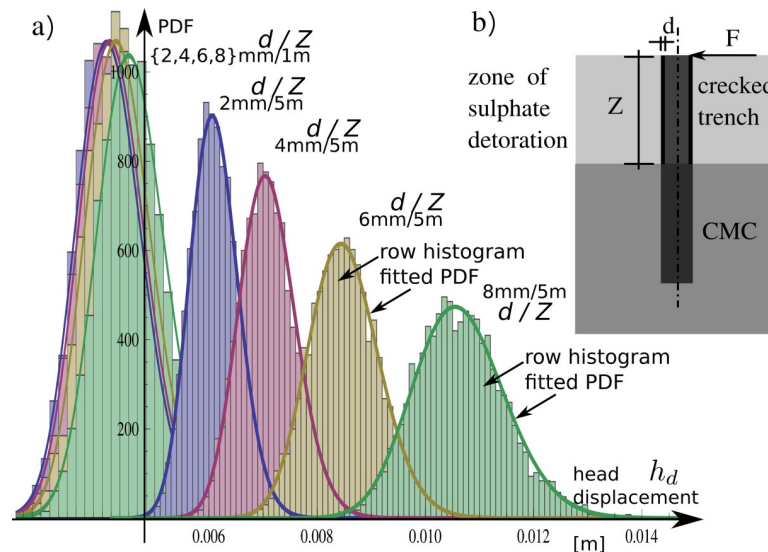 a)
PDF
{2,4,6,8}mm/1m
d/Z
1000
800
600
400
200
d/Z
2mm/5m
d/Z
4mm/5m
d/Z
6mm/5m
row histogram
fitted PDF
8mm/5m
d/Z
row histogram
fitted PDF
head
displacement
h_d
0.006
0.008
0.010
0.012
0.014
[m]
b)
zone of
sulphate
detoration
d
F
Z
crecked
trench
CMC